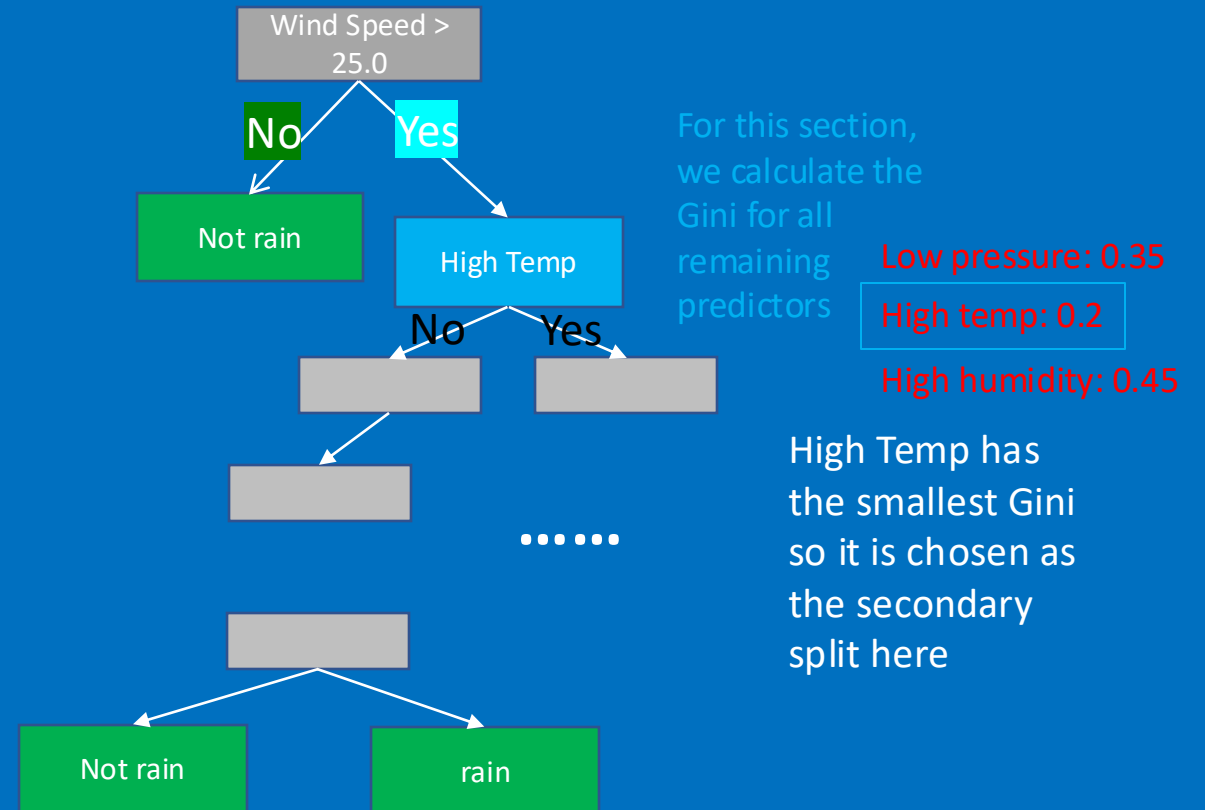 Wind Speed >
25.0
No
Yes
Not rain
High Temp
For this section,
we calculate the
Gini for all
remaining
predictors
Low pressure: 0.35
High temp: 0.2
High humidity: 0.45
No
Yes
High Temp has
the smallest Gini
so it is chosen as
the secondary
split here
......
Not rain
rain